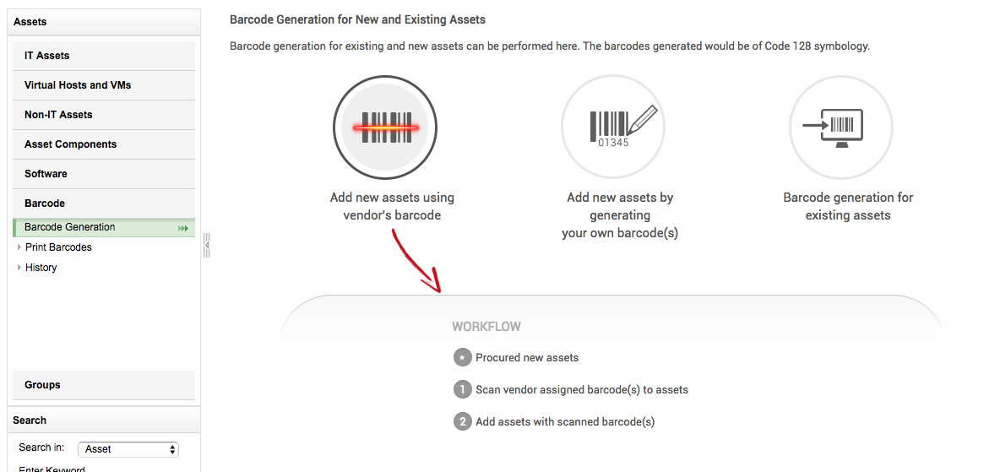 Assets
IT Assets
Virtual Hosts and VMs
Non-IT Assets
Asset Components
Software
Barcode
Barcode Generation
Print Barcodes
History
Groups
Search
Search in:
Asset
Enter Keyword
Barcode Generation for New and Existing Assets
Barcode generation for existing and new assets can be performed here. The barcodes generated would be of Code 128 symbology.
Add new assets using
vendor's barcode
01345
Add new assets by
generating
your own barcode(s)
Barcode generation for
existing assets
WORKFLOW
Procured new assets
1 Scan vendor assigned barcode(s) to assets
2 Add assets with scanned barcode(s)